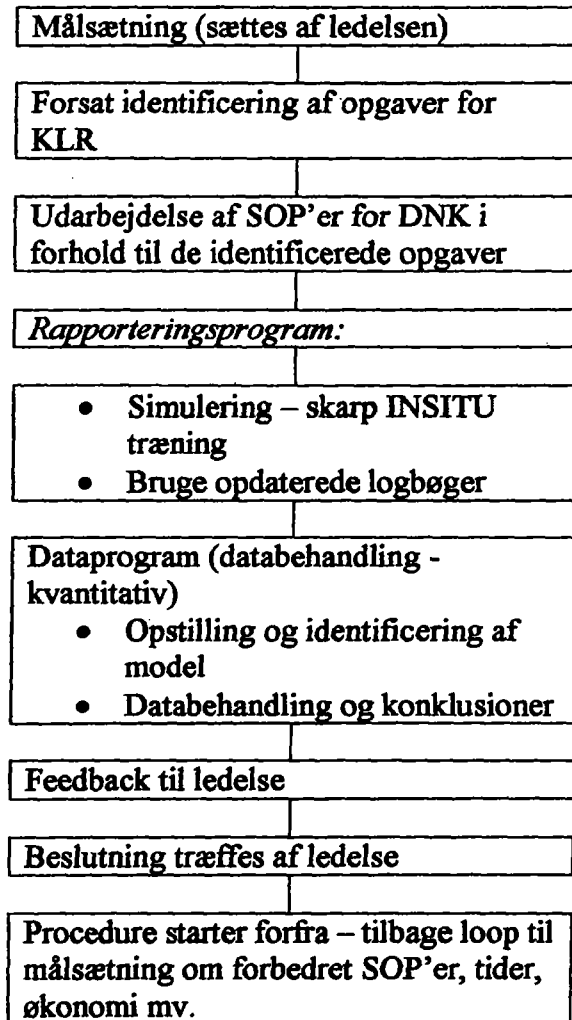 Målsætning (sættes af ledelsen)
Forsat identificering af opgaver for
KLR
Udarbejdelse af SOP'er for DNK i
forhold til de identificerede opgaver
Rapporteringsprogram:
• Simulering – skarp INSITU
træning
• Bruge opdaterede logbøger
Dataprogram (databehandling -
kvantitativ)
• Opstilling og identificering af
model
• Databehandling og konklusioner
Feedback til ledelse
Beslutning træffes af ledelse
Procedure starter forfra – tilbage loop til
målsætning om forbedret SOP'er, tider,
økonomi mv.